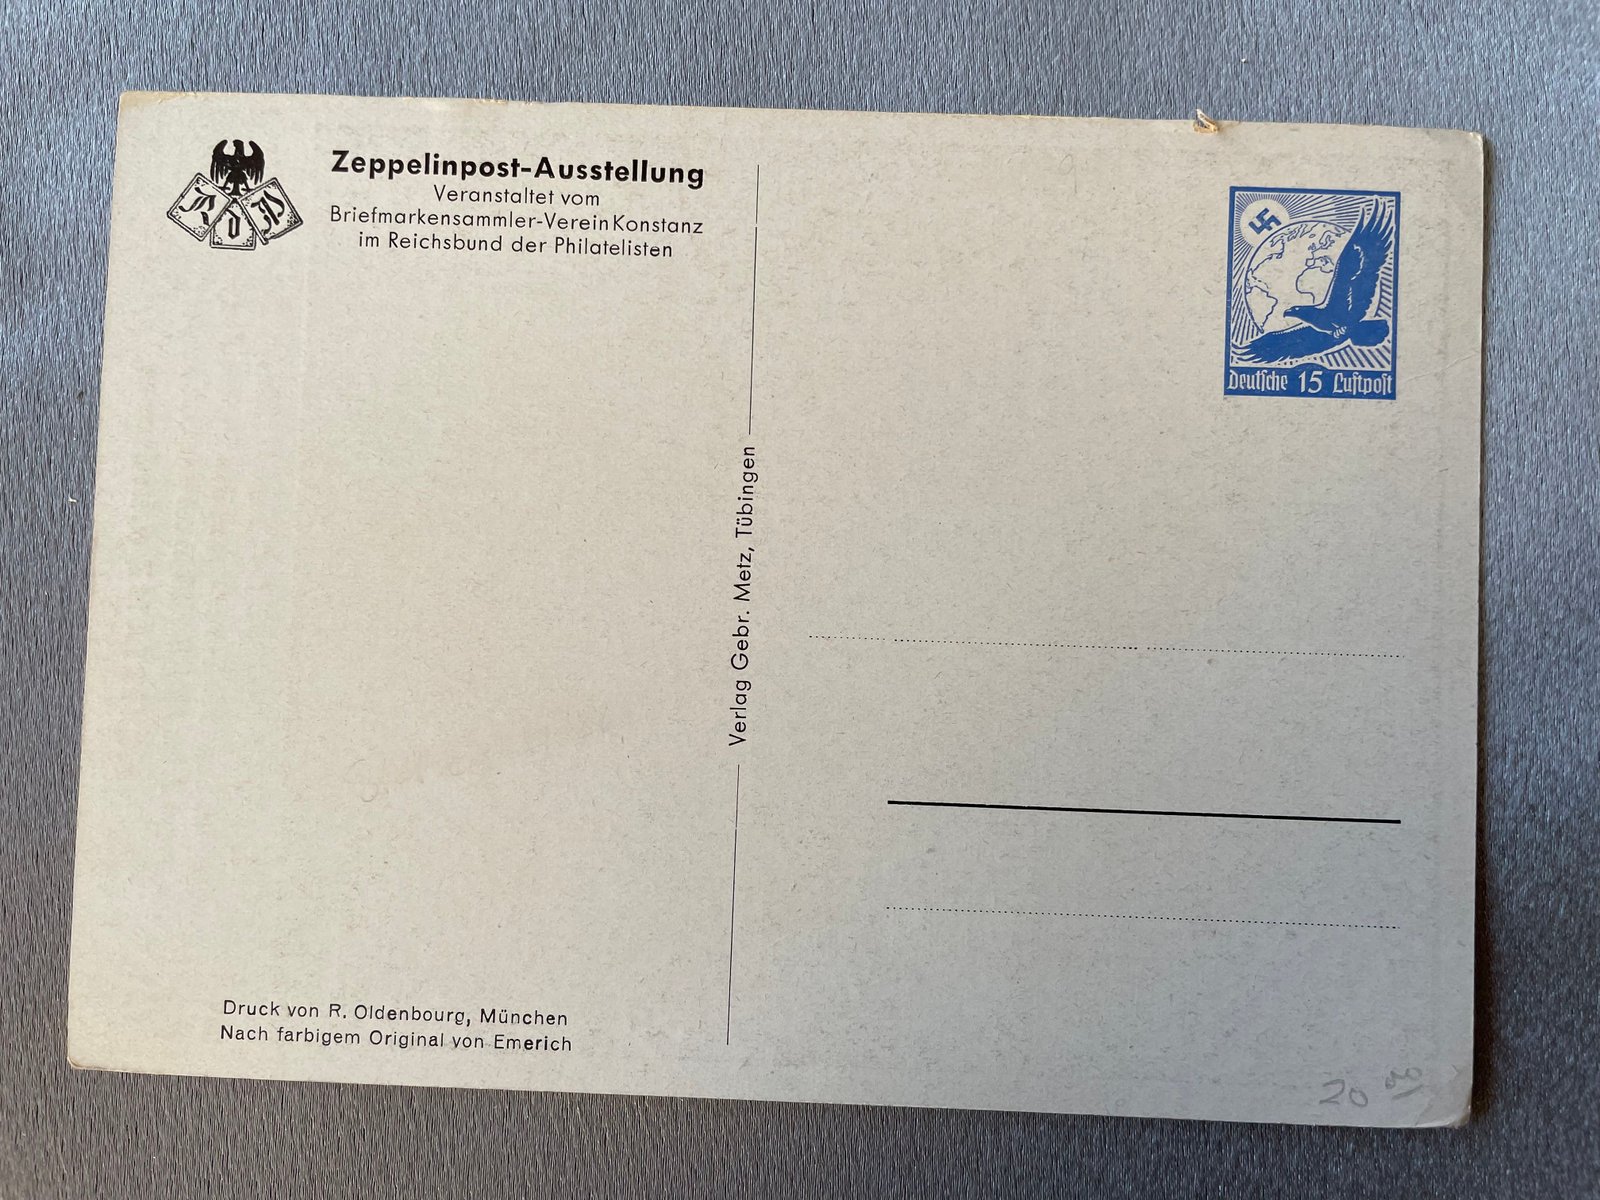 R d P
Zeppelinpost-Ausstellung
Veranstaltet vom
Briefmarkensammler-Verein Konstanz
im Reichsbund der Philatelisten
Verlag Gebr. Metz, Tübingen
Deutsche 15 Luftpost
Druck von R. Oldenbourg, München
Nach farbigem Original von Emerich
20